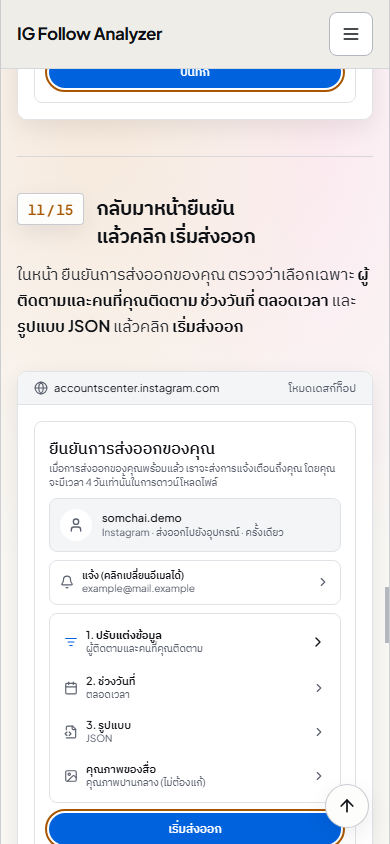 IG Follow Analyzer
บันทึก
11 / 15
กลับมาหน้ายืนยัน
แล้วคลิก เริ่มส่งออก
ในหน้า ยืนยันการส่งออกของคุณ ตรวจว่าเลือกเฉพาะ ผู้
ติดตามและคนที่คุณติดตาม ช่วงวันที่ ตลอดเวลา และ
รูปแบบ JSON แล้วคลิก เริ่มส่งออก
accountscenter.instagram.com
โหมดเดสก์ท็อป
ยืนยันการส่งออกของคุณ
เมื่อการส่งออกของคุณพร้อมแล้ว เราจะส่งการแจ้งเตือนถึงคุณ โดยคุณ
จะมีเวลา 4 วันเท่านั้นในการดาวน์โหลดไฟล์
somchai.demo
Instagram · ส่งออกไปยังอุปกรณ์ · ครั้งเดียว
แจ้ง (คลิกเปลี่ยนอีเมลได้)
example@mail.example
1. ปรับแต่งข้อมูล
ผู้ติดตามและคนที่คุณติดตาม
2. ช่วงวันที่
ตลอดเวลา
3. รูปแบบ
JSON
คุณภาพของสื่อ
คุณภาพปานกลาง (ไม่ต้องแก้)
เริ่มส่งออก